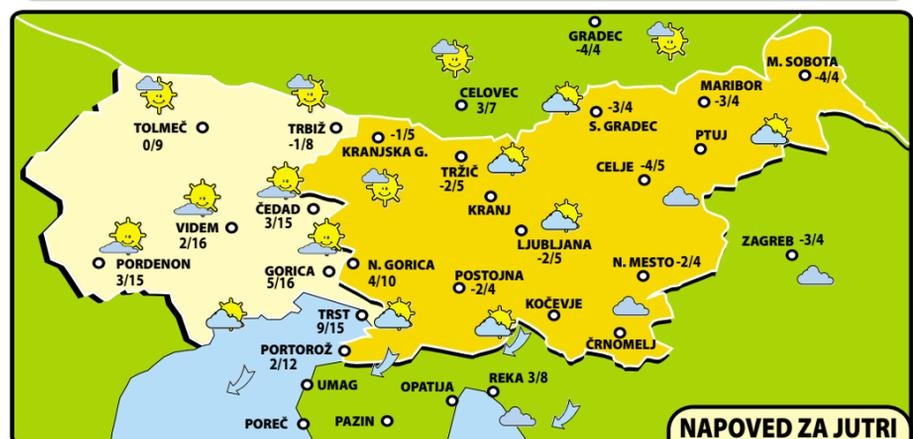 GRADEC
-4/4
M. SOBOTA
-4/4
MARIBOR
-3/4
CELOVEC
3/7
-3/4
S. GRADEC
TOLMEČ
0/9
TRBIŽ
-1/8
-1/5
KRANJSKA G.
PTUJ
TRŽIČ
-2/5
CELJE -4/5
KRANJ
ČEDAD
3/15
VIDEM
2/16
LJUBLJANA
-2/5
ZAGREB -3/4
PORDENON
3/15
GORICA
5/16
N. GORICA
4/10
POSTOJNA
-2/4
N. MESTO -2/4
KOČEVJE
TRST
9/15
ČRNOMELJ
PORTOROŽ
2/12
UMAG
OPATIJA
REKA 3/8
POREČ
PAZIN
NAPOVED ZA JUTRI